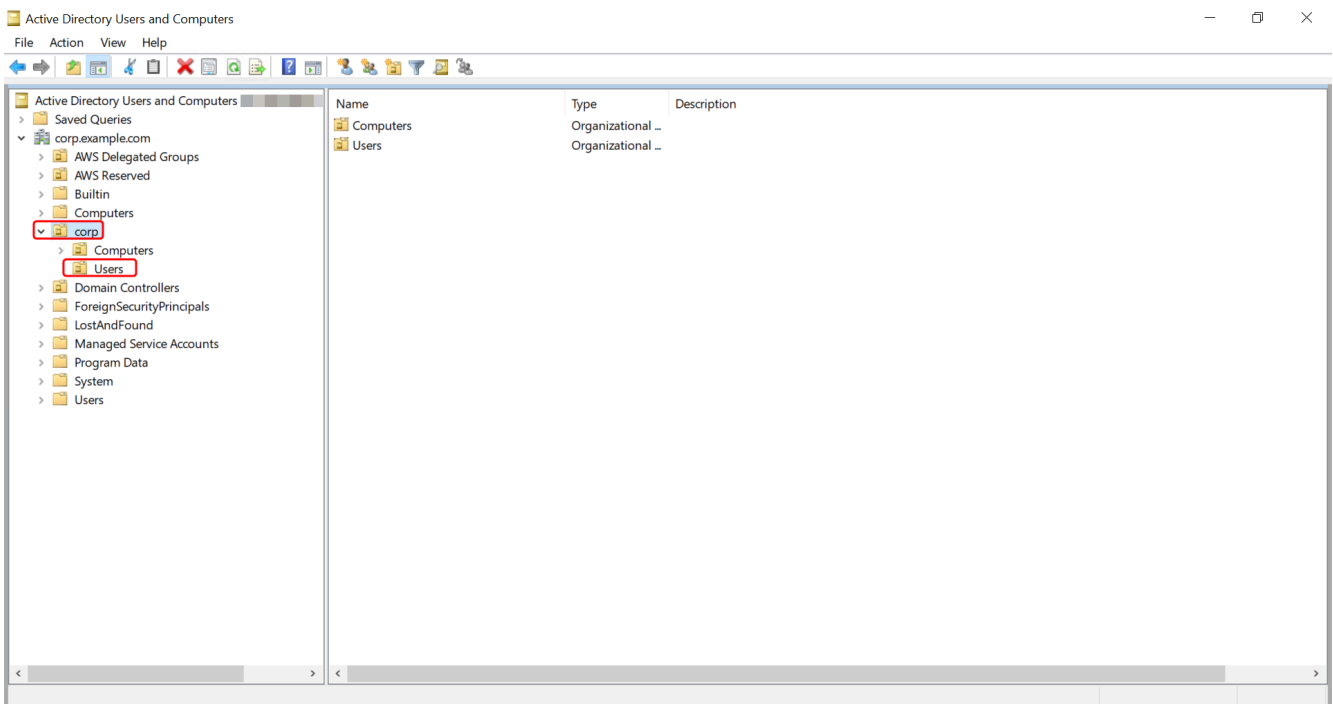 Active Directory Users and Computers
File Action View Help
Active Directory Users and Computers
Saved Queries
corp.example.com
AWS Delegated Groups
AWS Reserved
Builtin
Computers
corp
Computers
Users
Domain Controllers
ForeignSecurityPrincipals
LostAndFound
Managed Service Accounts
Program Data
System
Users
Name Type Description
Computers Organizational ...
Users Organizational ...